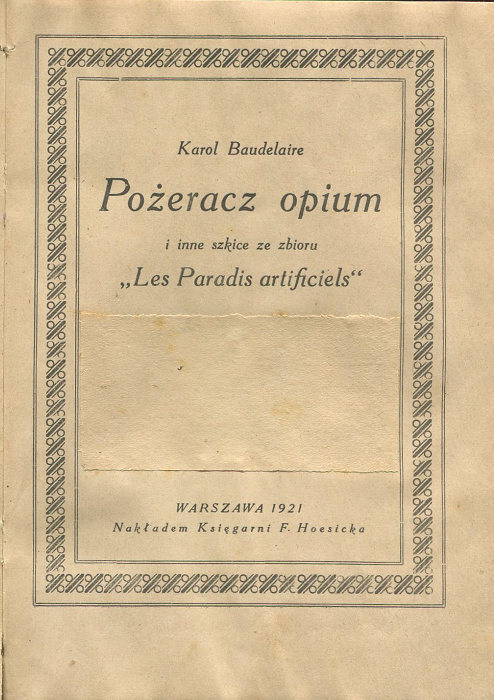 Karol Baudelaire
Pożeracz opium
i inne szkice ze zbioru
„Les Paradis artificiels“
WARSZAWA 1921
Nakładem Księgarni F. Hoesicka